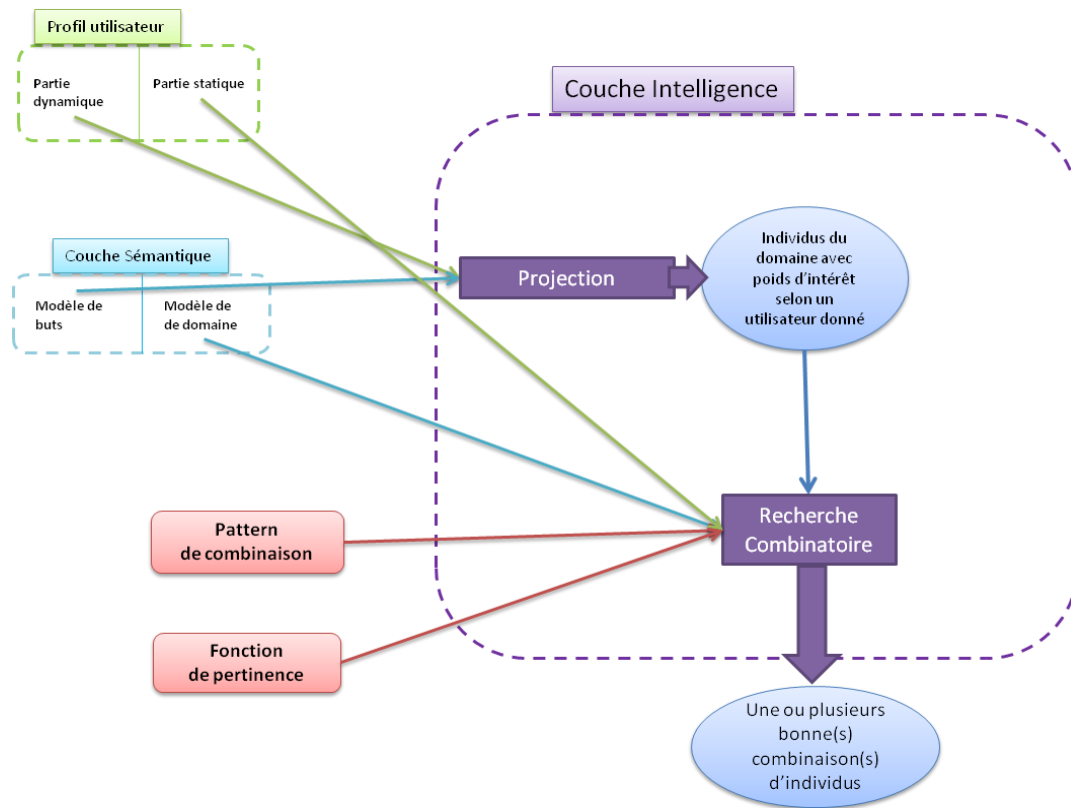 Profil utilisateur
Partie
dynamique
Partie statique
Couche Intelligence
Couche Sémantique
Modèle de
buts
Modèle de
de domaine
Projection
Individus du
domaine avec
poids d'intérêt
selon un
utilisateur donné
Pattern
de combinaison
Recherche
Combinatoire
Fonction
de pertinence
Une ou plusieurs
bonne(s)
combinaison(s)
d'individus